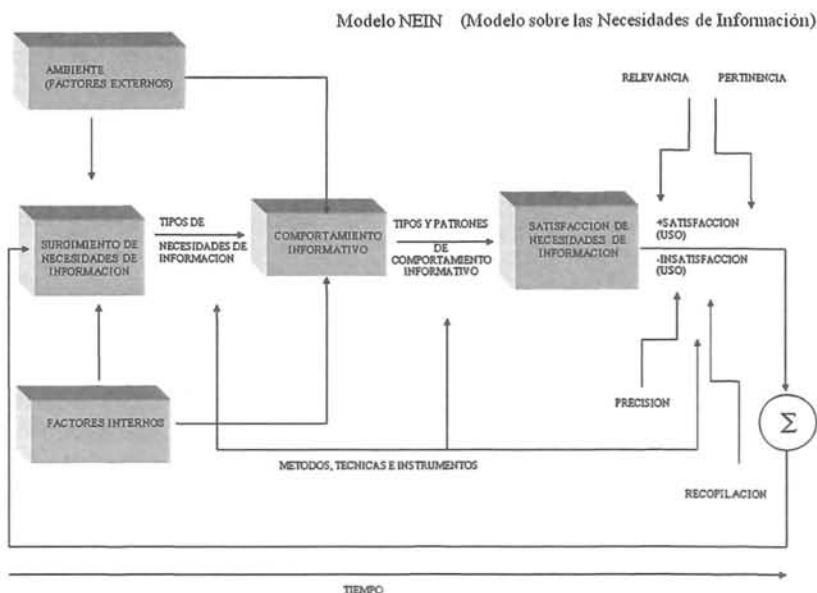 Modelo NEIN (Modelo sobre las Necesidades de Información)
AMBIENTE
(FACTORES EXTERNOS)
RELEVANCIA
PERTINENCIA
SURGIMIENTO DE
NECESIDADES DE
INFORMACION
TIPOS DE
NECESIDADES DE
INFORMACION
COMPORTAMIENTO
INFORMATIVO
TIPOS Y PATRONES
DE
COMPORTAMIENTO
INFORMATIVO
SATISFACCION DE
NECESIDADES DE
INFORMACION
+SATISFACCION
(USO)
-INSATISFACCION
(USO)
FACTORES INTERNOS
PRECISION
Σ
METODOS, TECNICAS E INSTRUMENTOS
RECOPILACION
TIEMPO